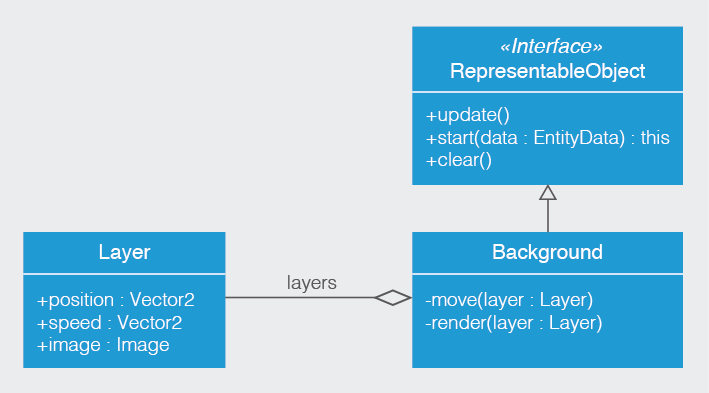 «Interface»
RepresentableObject
+update()
+start(data : EntityData) : this
+clear()
Layer
+position : Vector2
+speed : Vector2
+image : Image
layers
Background
-move(layer : Layer)
-render(layer : Layer)